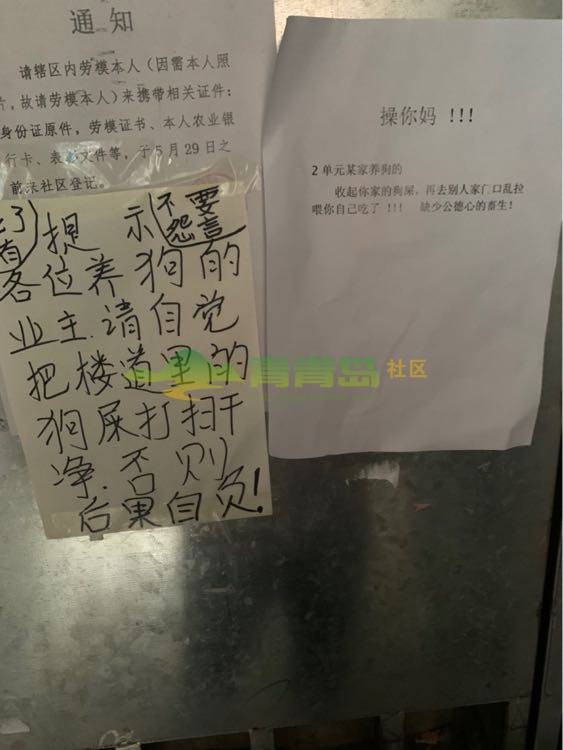 通知
请辖区内劳模本人（因需本人照
片，故请劳模本人）来携带相关证件：
身份证原件，劳模证书、本人农业银
行卡、表 文件等，于5月29日之
前来社区登记。
提示
不要
怨言
了
有
各位养狗的
业主.请自觉
把楼道里的
狗屎打扫干
净.否则
后果自负!
操你妈 !!!
2单元某家养狗的
收起你家的狗屎，再去别人家门口乱拉
喂你自己吃了 !!! 缺少公德心的畜生！
青青岛社区